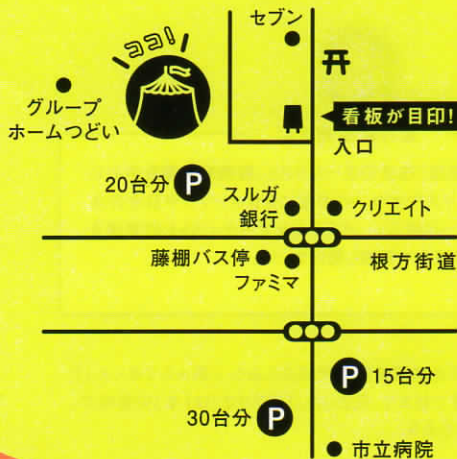 セブン
ココ!
グループ
ホームつどい
看板が目印!
入口
20台分 P
スルガ
銀行
クリエイト
藤棚バス停
ファミマ
根方街道
P 15台分
30台分 P
市立病院